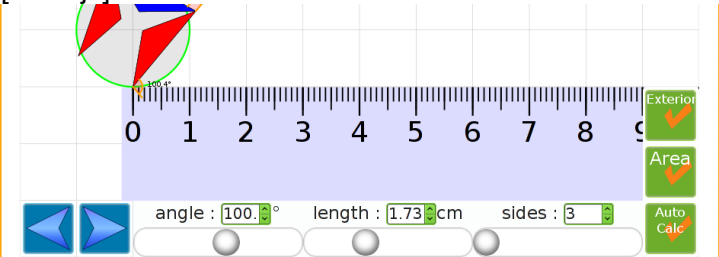 100.4°
0 1 2 3 4 5 6 7 8 9
Exterior
Area
Auto
Calc
angle : 100. ° length : 1.73 cm sides : 3